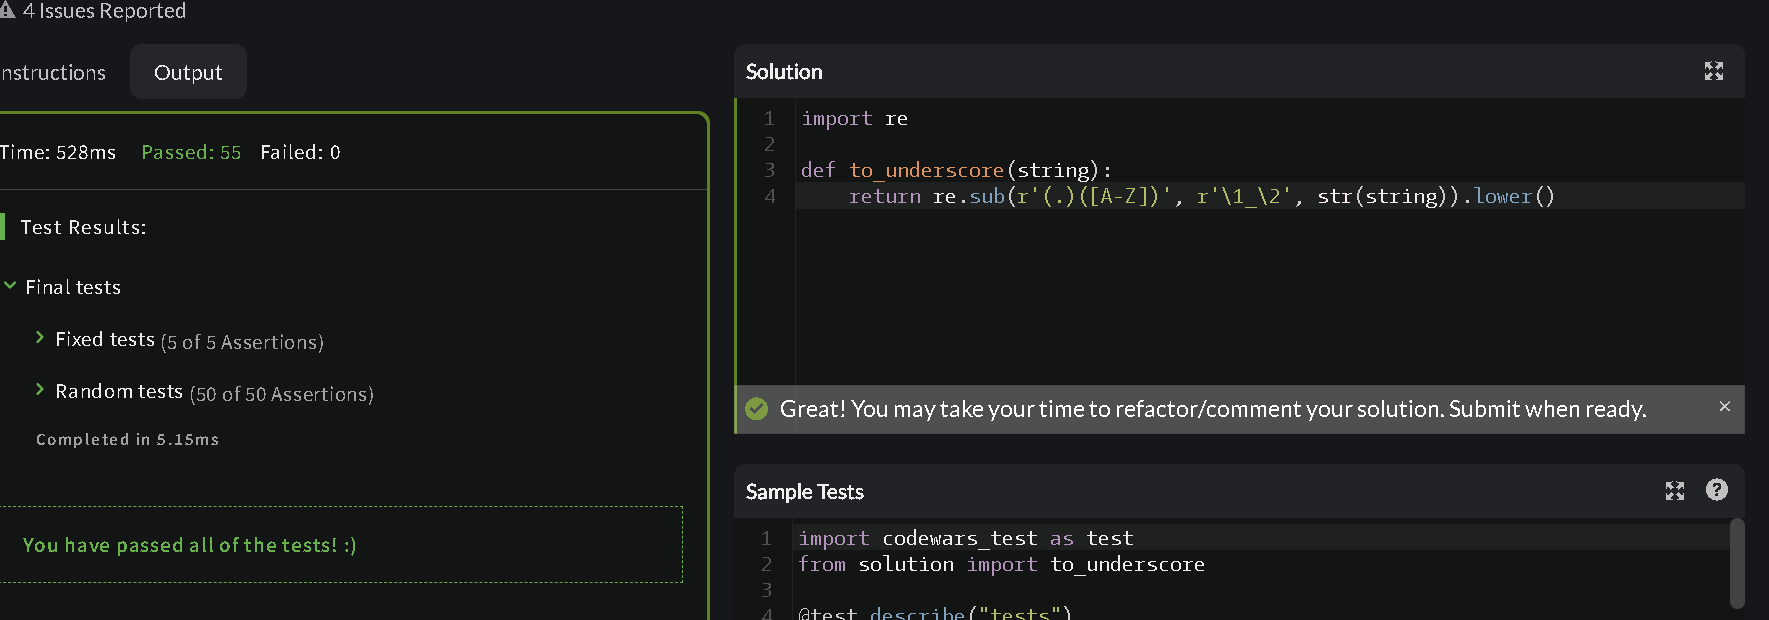 4 Issues Reported
nstructions
Output
Time: 528ms Passed: 55 Failed: 0
Test Results:
Final tests
Fixed tests (5 of 5 Assertions)
Random tests (50 of 50 Assertions)
Completed in 5.15ms
You have passed all of the tests! :)
Solution
1 import re
2
3 def to_underscore(string):
4     return re.sub(r'(.)([A-Z])', r'\1_\2', str(string)).lower()
Great! You may take your time to refactor/comment your solution. Submit when ready.
Sample Tests
1 import codewars_test as test
2 from solution import to_underscore
3
4 @test.describe("tests")